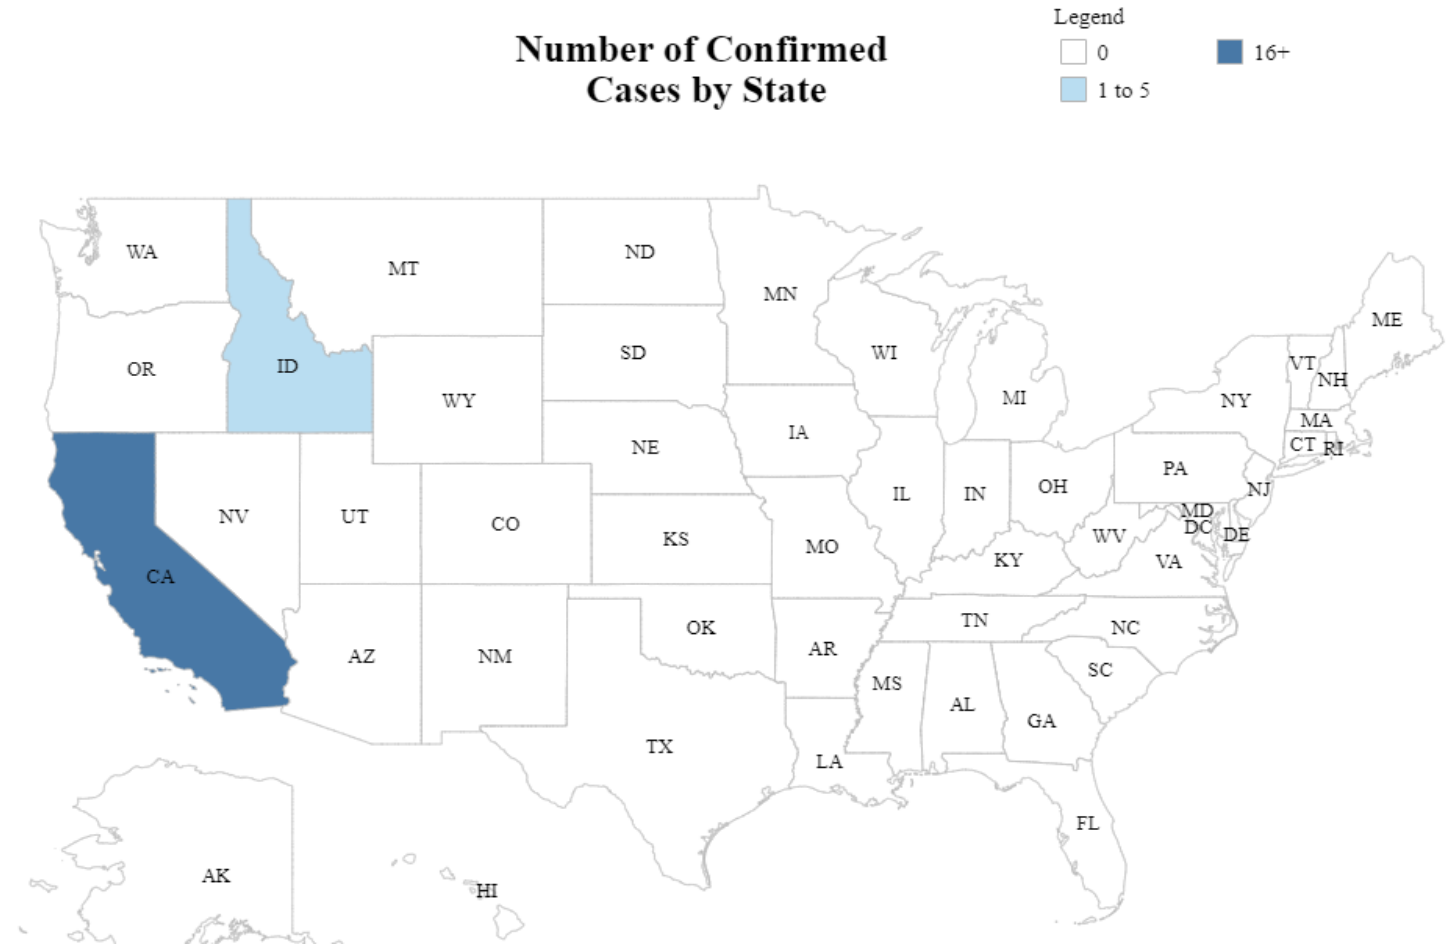 Legend
Number of Confirmed
Cases by State
0
16+
1 to 5
WA
MT
ND
MN
ME
OR
ID
SD
WI
VT
NH
WY
MI
NY
MA
IA
CT
RI
NE
PA
NV
UT
CO
IL
IN
OH
NJ
MD
DC
DE
KS
MO
WV
VA
KY
CA
OK
TN
NC
AZ
NM
AR
SC
MS
AL
GA
TX
LA
FL
AK
HI